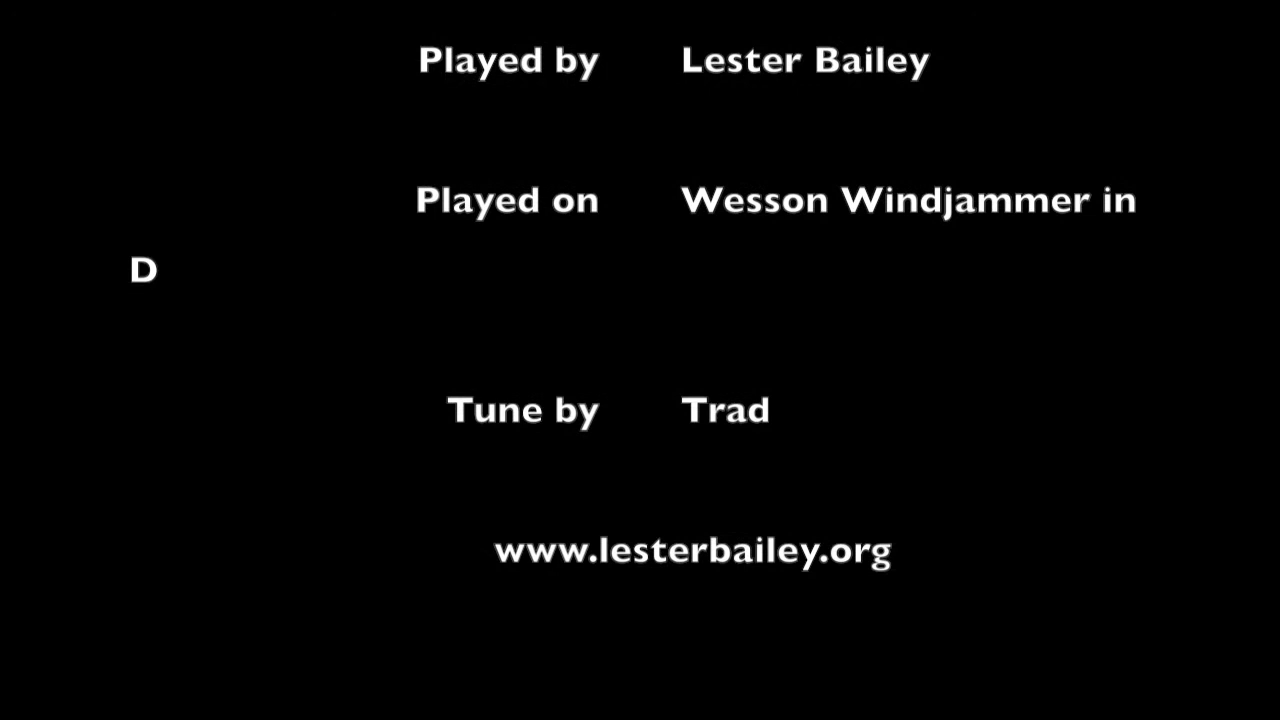 Played by Lester Bailey
Played on Wesson Windjammer in
D
Tune by Trad
www.lesterbailey.org